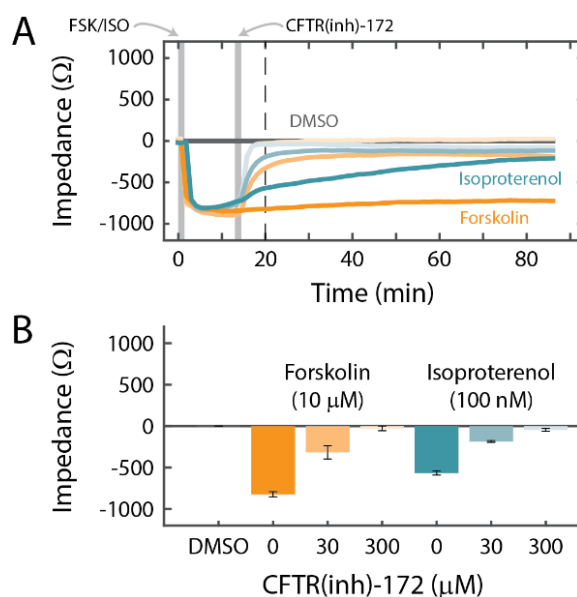 A
FSK/ISO
CFTR(inh)-172
1000
500
0
-500
-1000
Impedance (Ω)
DMSO
Isoproterenol
Forskolin
0
20
40
60
80
Time (min)
B
1000
500
0
-500
-1000
Impedance (Ω)
Forskolin
(10 μM)
Isoproterenol
(100 nM)
DMSO
0
30
300
0
30
300
CFTR(inh)-172 (μM)